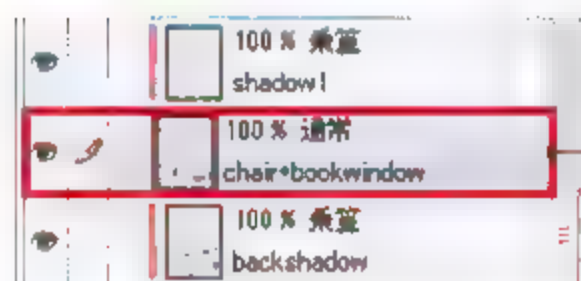 100 % 乗算
shadow1
100 % 通常
chair•bookwindow
100 % 乗算
backshadow